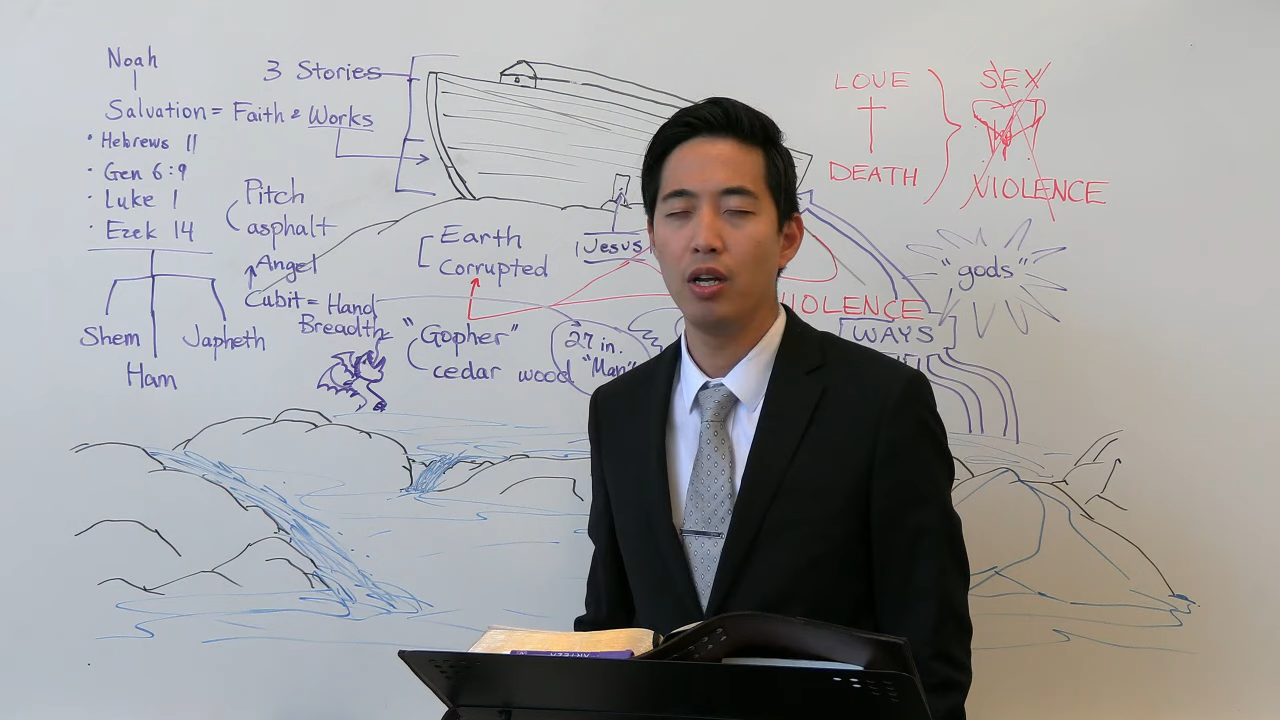 Noah
Salvation = Faith & Works
• Hebrews 11
• Gen 6:9
• Luke 1
• Ezek 14
Shem
Ham
Japheth
3 Stories
Pitch
asphalt
Angel
Cubit = Hand
Breadth
Earth
Corrupted
"Gopher"
cedar wood
27 in.
"Man"
Jesus
LOVE
DEATH
SEX
VIOLENCE
"gods"
VIOLENCE
WAYS